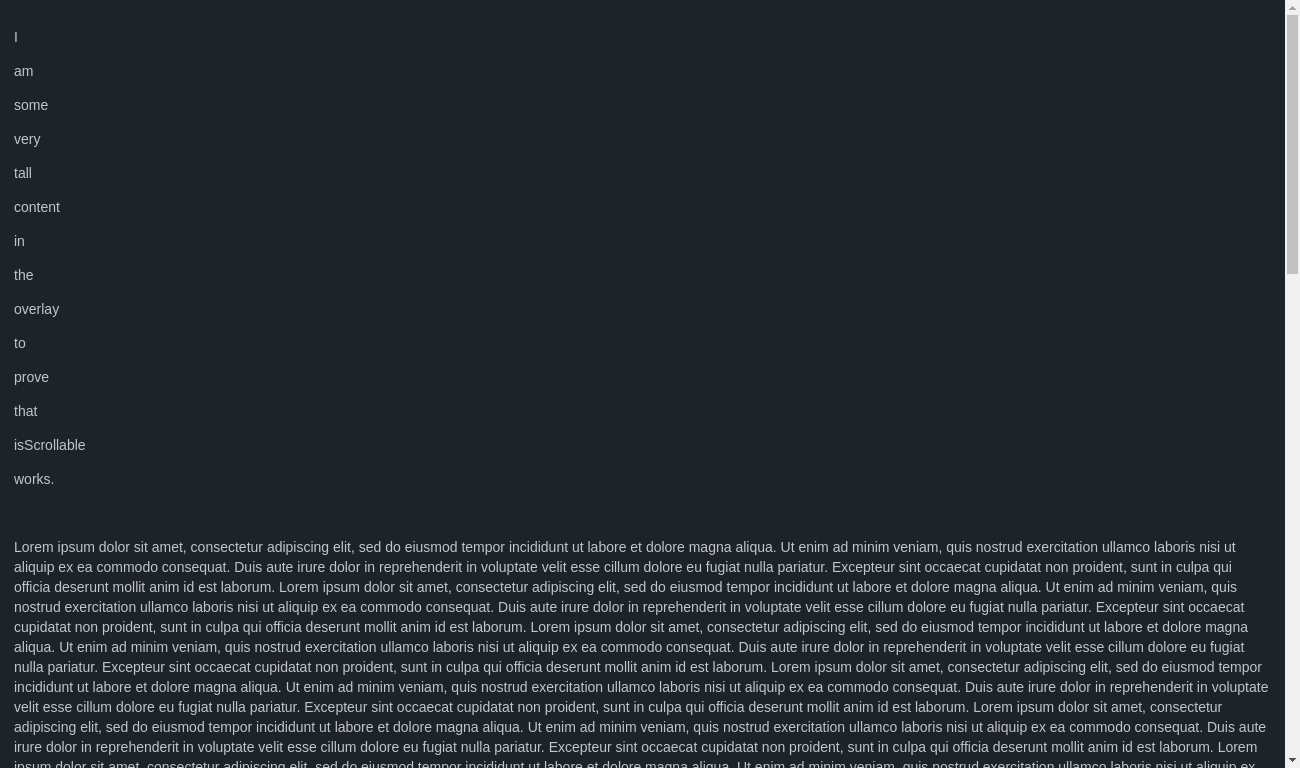 I
am
some
very
tall
content
in
the
overlay
to
prove
that
isScrollable
works.
Lorem ipsum dolor sit amet, consectetur adipiscing elit, sed do eiusmod tempor incididunt ut labore et dolore magna aliqua. Ut enim ad minim veniam, quis nostrud exercitation ullamco laboris nisi ut
aliquip ex ea commodo consequat. Duis aute irure dolor in reprehenderit in voluptate velit esse cillum dolore eu fugiat nulla pariatur. Excepteur sint occaecat cupidatat non proident, sunt in culpa qui
officia deserunt mollit anim id est laborum. Lorem ipsum dolor sit amet, consectetur adipiscing elit, sed do eiusmod tempor incididunt ut labore et dolore magna aliqua. Ut enim ad minim veniam, quis
nostrud exercitation ullamco laboris nisi ut aliquip ex ea commodo consequat. Duis aute irure dolor in reprehenderit in voluptate velit esse cillum dolore eu fugiat nulla pariatur. Excepteur sint occaecat
cupidatat non proident, sunt in culpa qui officia deserunt mollit anim id est laborum. Lorem ipsum dolor sit amet, consectetur adipiscing elit, sed do eiusmod tempor incididunt ut labore et dolore magna
aliqua. Ut enim ad minim veniam, quis nostrud exercitation ullamco laboris nisi ut aliquip ex ea commodo consequat. Duis aute irure dolor in reprehenderit in voluptate velit esse cillum dolore eu fugiat
nulla pariatur. Excepteur sint occaecat cupidatat non proident, sunt in culpa qui officia deserunt mollit anim id est laborum. Lorem ipsum dolor sit amet, consectetur adipiscing elit, sed do eiusmod tempor
incididunt ut labore et dolore magna aliqua. Ut enim ad minim veniam, quis nostrud exercitation ullamco laboris nisi ut aliquip ex ea commodo consequat. Duis aute irure dolor in reprehenderit in voluptate
velit esse cillum dolore eu fugiat nulla pariatur. Excepteur sint occaecat cupidatat non proident, sunt in culpa qui officia deserunt mollit anim id est laborum. Lorem ipsum dolor sit amet, consectetur
adipiscing elit, sed do eiusmod tempor incididunt ut labore et dolore magna aliqua. Ut enim ad minim veniam, quis nostrud exercitation ullamco laboris nisi ut aliquip ex ea commodo consequat. Duis aute
irure dolor in reprehenderit in voluptate velit esse cillum dolore eu fugiat nulla pariatur. Excepteur sint occaecat cupidatat non proident, sunt in culpa qui officia deserunt mollit anim id est laborum. Lorem
ipsum dolor sit amet, consectetur adipiscing elit, sed do eiusmod tempor incididunt ut labore et dolore magna aliqua. Ut enim ad minim veniam, quis nostrud exercitation ullamco laboris nisi ut aliquip ex